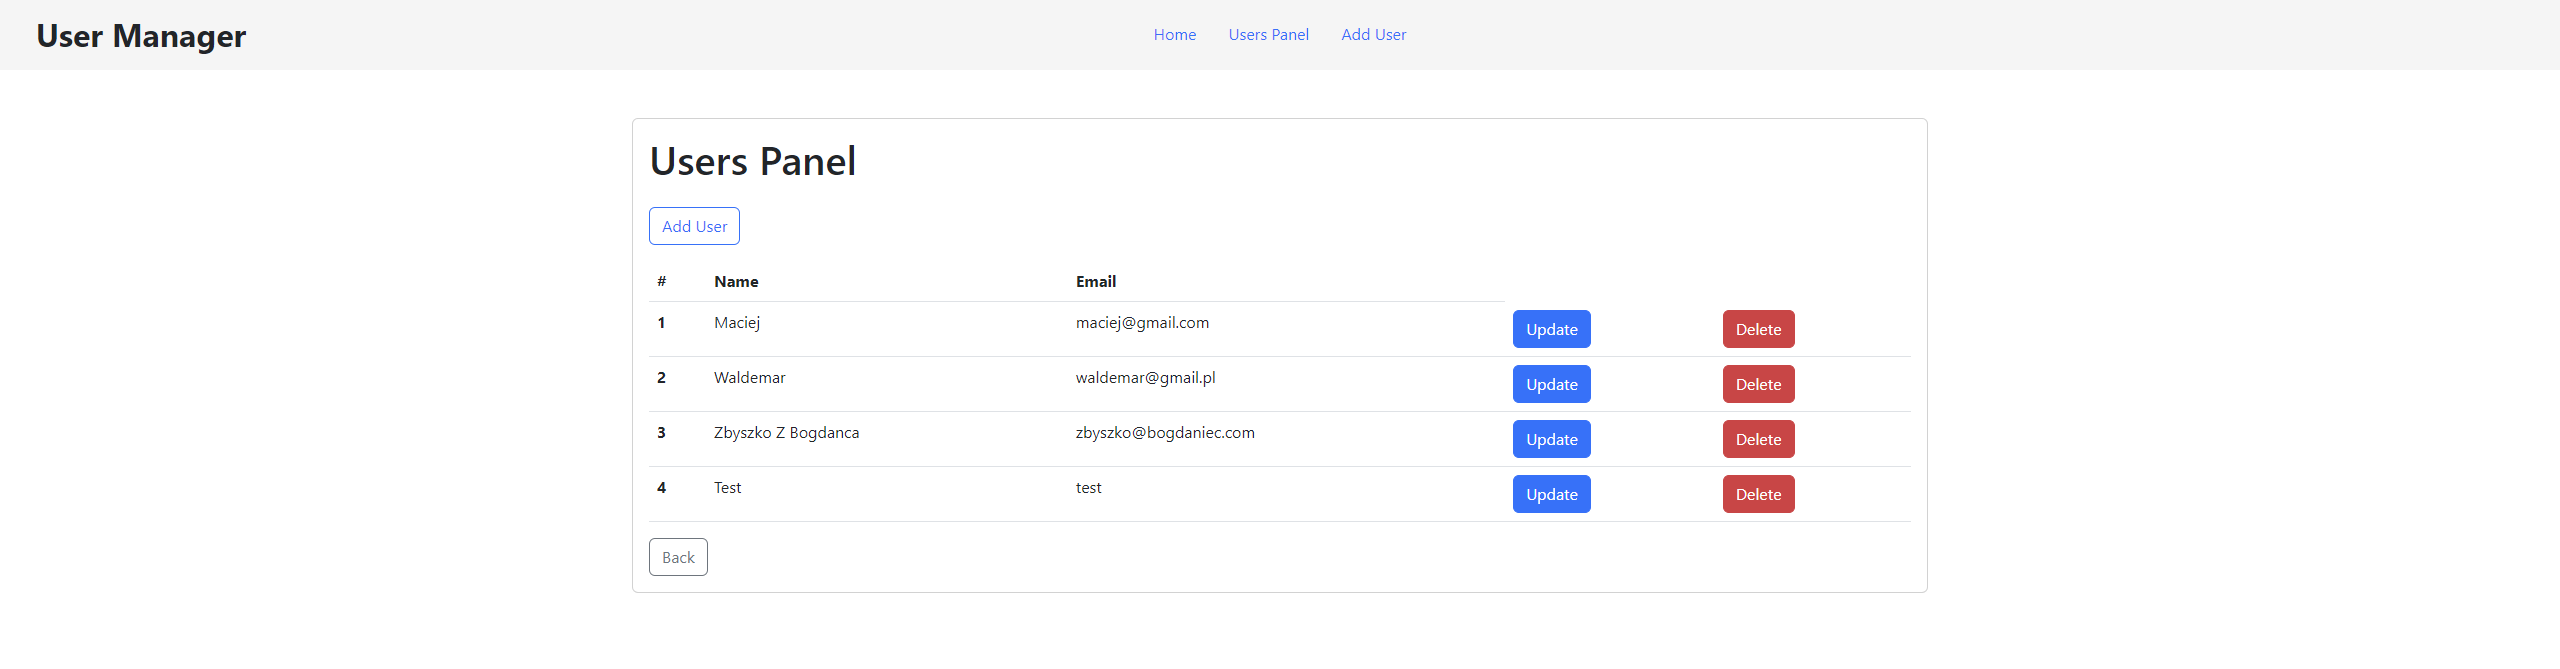 User Manager Home Users Panel Add User
Users Panel
Add User
# Name Email
1 Maciej maciej@gmail.com Update Delete
2 Waldemar waldemar@gmail.pl Update Delete
3 Zbyszko Z Bogdanca zbyszko@bogdaniec.com Update Delete
4 Test test Update Delete
Back